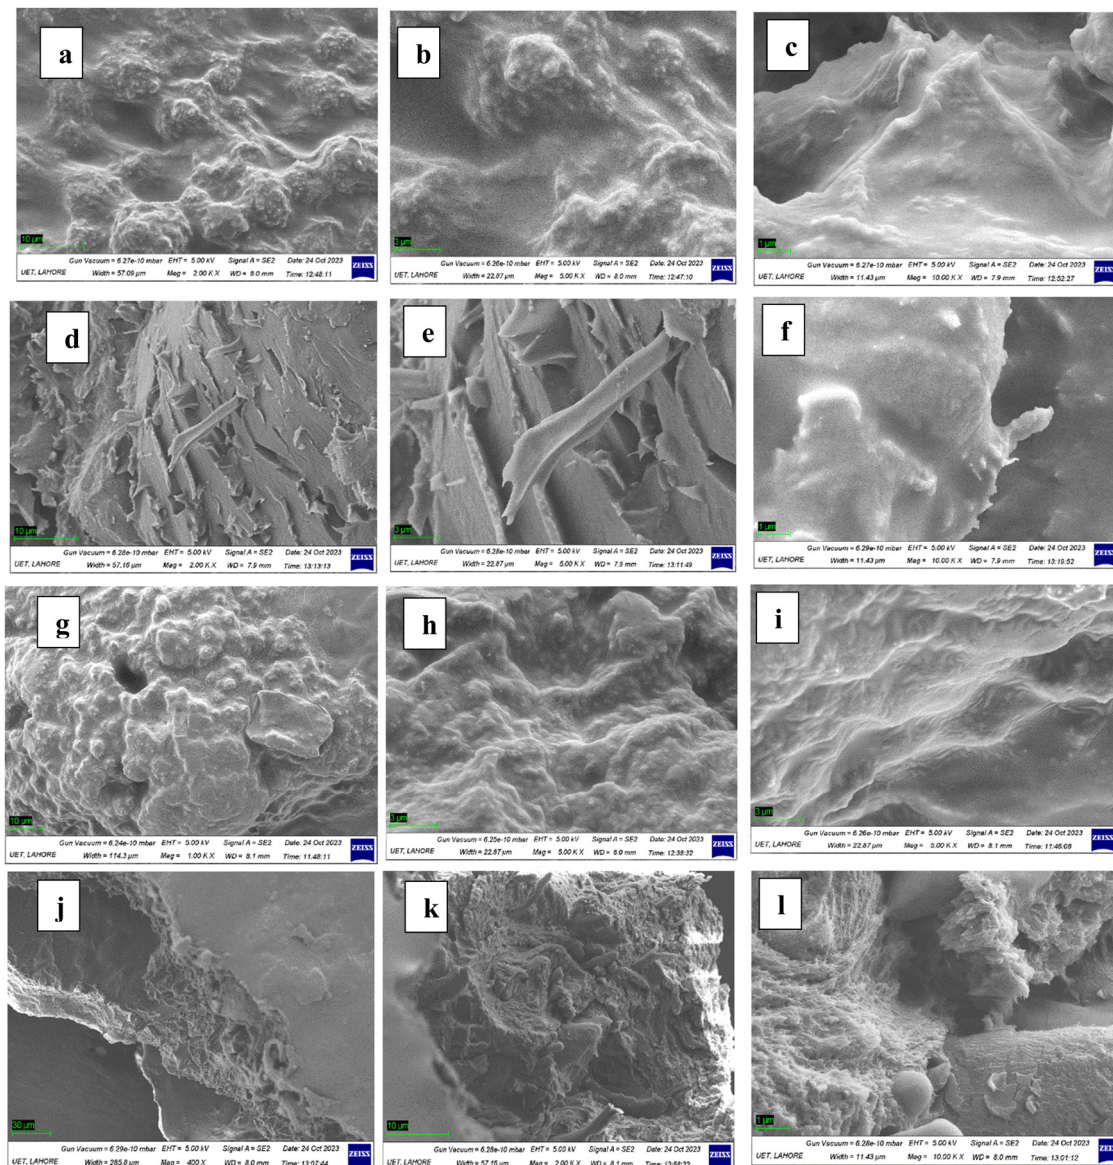 a
10 µm
Gun Vacuum = 6.27e-10 mbar EHT = 5.00 kV Signal A = SE2 Date: 24 Oct 2023
UET, LAHORE Width = 57.09 µm Mag = 2.00 K X WD = 8.0 mm Time: 12:48:11
ZEISS
b
3 µm
Gun Vacuum = 6.26e-10 mbar EHT = 5.00 kV Signal A = SE2 Date: 24 Oct 2023
UET, LAHORE Width = 22.87 µm Mag = 5.00 K X WD = 8.0 mm Time: 12:47:10
ZEISS
c
1 µm
Gun Vacuum = 6.27e-10 mbar EHT = 5.00 kV Signal A = SE2 Date: 24 Oct 2023
UET, LAHORE Width = 11.43 µm Mag = 10.00 K X WD = 7.9 mm Time: 12:52:27
ZEISS
d
10 µm
Gun Vacuum = 6.28e-10 mbar EHT = 5.00 kV Signal A = SE2 Date: 24 Oct 2023
UET, LAHORE Width = 57.16 µm Mag = 2.00 K X WD = 7.9 mm Time: 13:13:13
ZEISS
e
3 µm
Gun Vacuum = 6.28e-10 mbar EHT = 5.00 kV Signal A = SE2 Date: 24 Oct 2023
UET, LAHORE Width = 22.87 µm Mag = 5.00 K X WD = 7.9 mm Time: 13:11:49
ZEISS
f
1 µm
Gun Vacuum = 6.29e-10 mbar EHT = 5.00 kV Signal A = SE2 Date: 24 Oct 2023
UET, LAHORE Width = 11.43 µm Mag = 10.00 K X WD = 7.9 mm Time: 13:19:52
ZEISS
g
10 µm
Gun Vacuum = 6.24e-10 mbar EHT = 5.00 kV Signal A = SE2 Date: 24 Oct 2023
UET, LAHORE Width = 114.3 µm Mag = 1.00 K X WD = 8.1 mm Time: 11:48:11
ZEISS
h
3 µm
Gun Vacuum = 6.25e-10 mbar EHT = 5.00 kV Signal A = SE2 Date: 24 Oct 2023
UET, LAHORE Width = 22.87 µm Mag = 5.00 K X WD = 8.0 mm Time: 12:38:32
ZEISS
i
3 µm
Gun Vacuum = 6.26e-10 mbar EHT = 5.00 kV Signal A = SE2 Date: 24 Oct 2023
UET, LAHORE Width = 22.87 µm Mag = 5.00 K X WD = 8.1 mm Time: 11:46:08
ZEISS
j
30 µm
Gun Vacuum = 6.29e-10 mbar EHT = 5.00 kV Signal A = SE2 Date: 24 Oct 2023
UET, LAHORE Width = 285.8 µm Mag = 400 X WD = 8.0 mm Time: 13:07:44
ZEISS
k
10 µm
Gun Vacuum = 6.28e-10 mbar EHT = 5.00 kV Signal A = SE2 Date: 24 Oct 2023
UET, LAHORE Width = 57.16 µm Mag = 2.00 K X WD = 8.1 mm Time:
ZEISS
l
1 µm
Gun Vacuum = 6.28e-10 mbar EHT = 5.00 kV Signal A = SE2 Date: 24 Oct 2023
UET, LAHORE Width = 11.43 µm Mag = 10.00 K X WD = 8.0 mm Time: 13:01:12
ZEISS